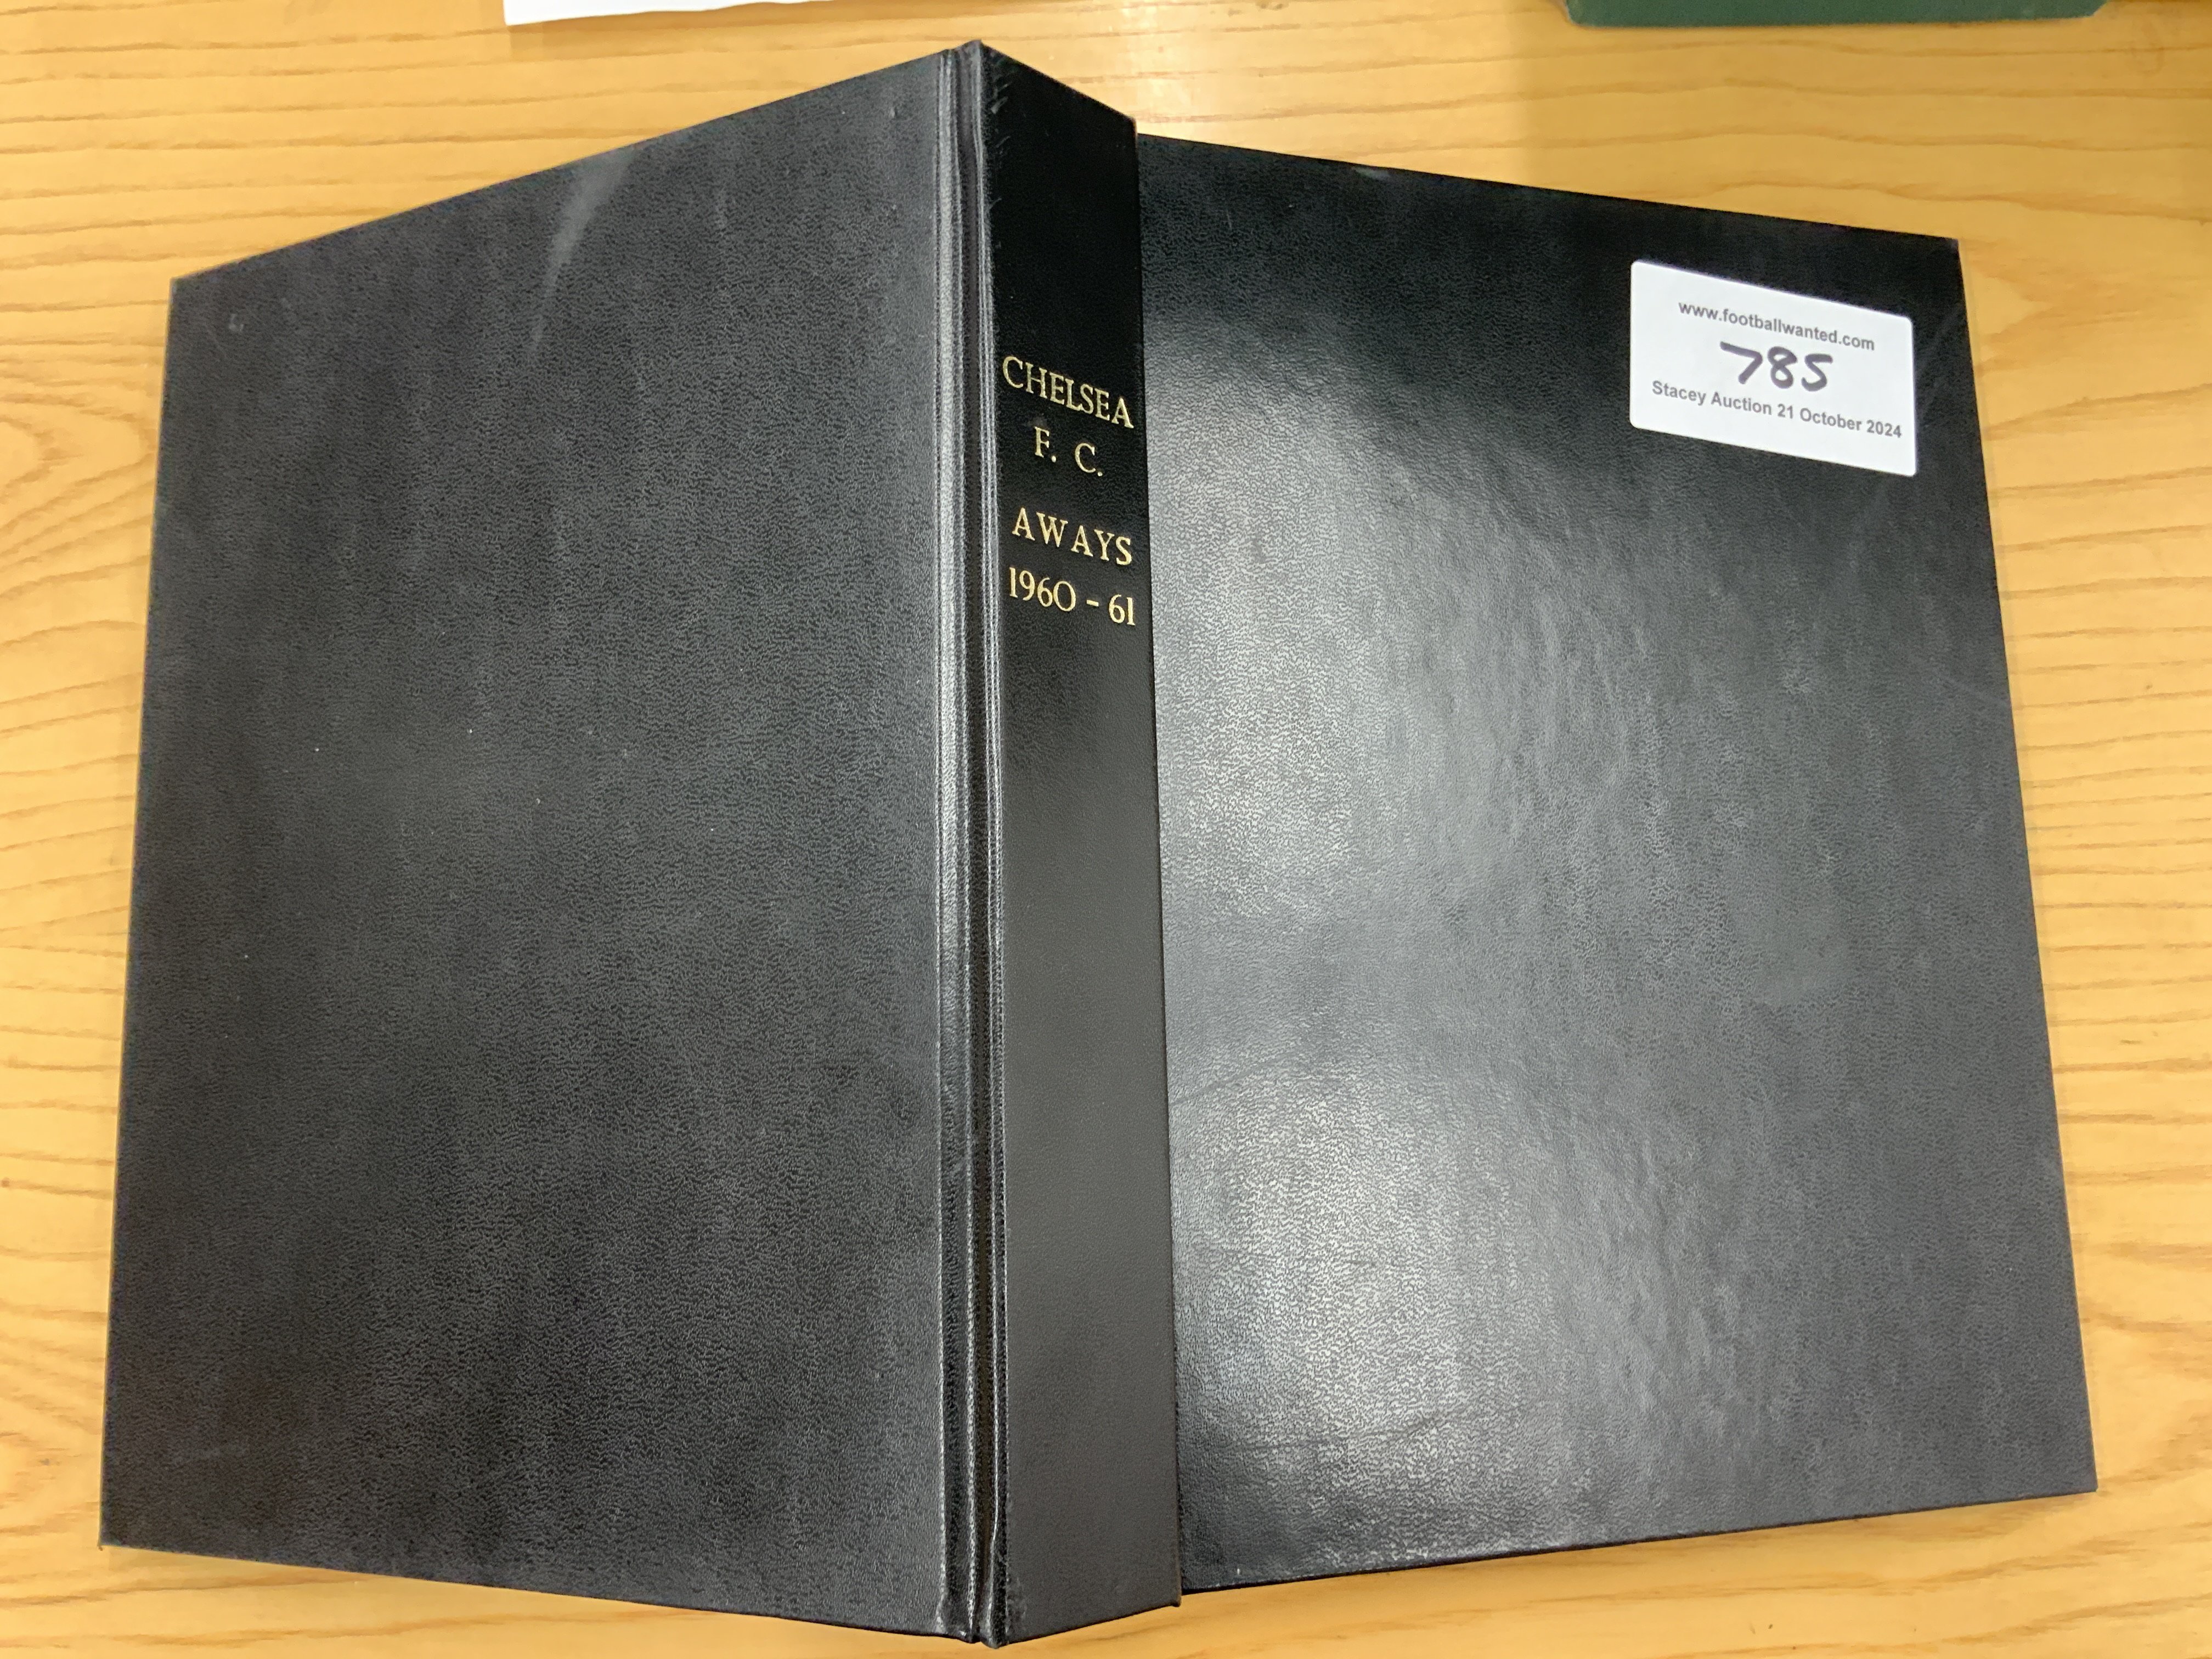 CHELSEA
F. C.
AWAYS
1960 - 61
www.footballwanted.com
785
Stacey Auction 21 October 2024